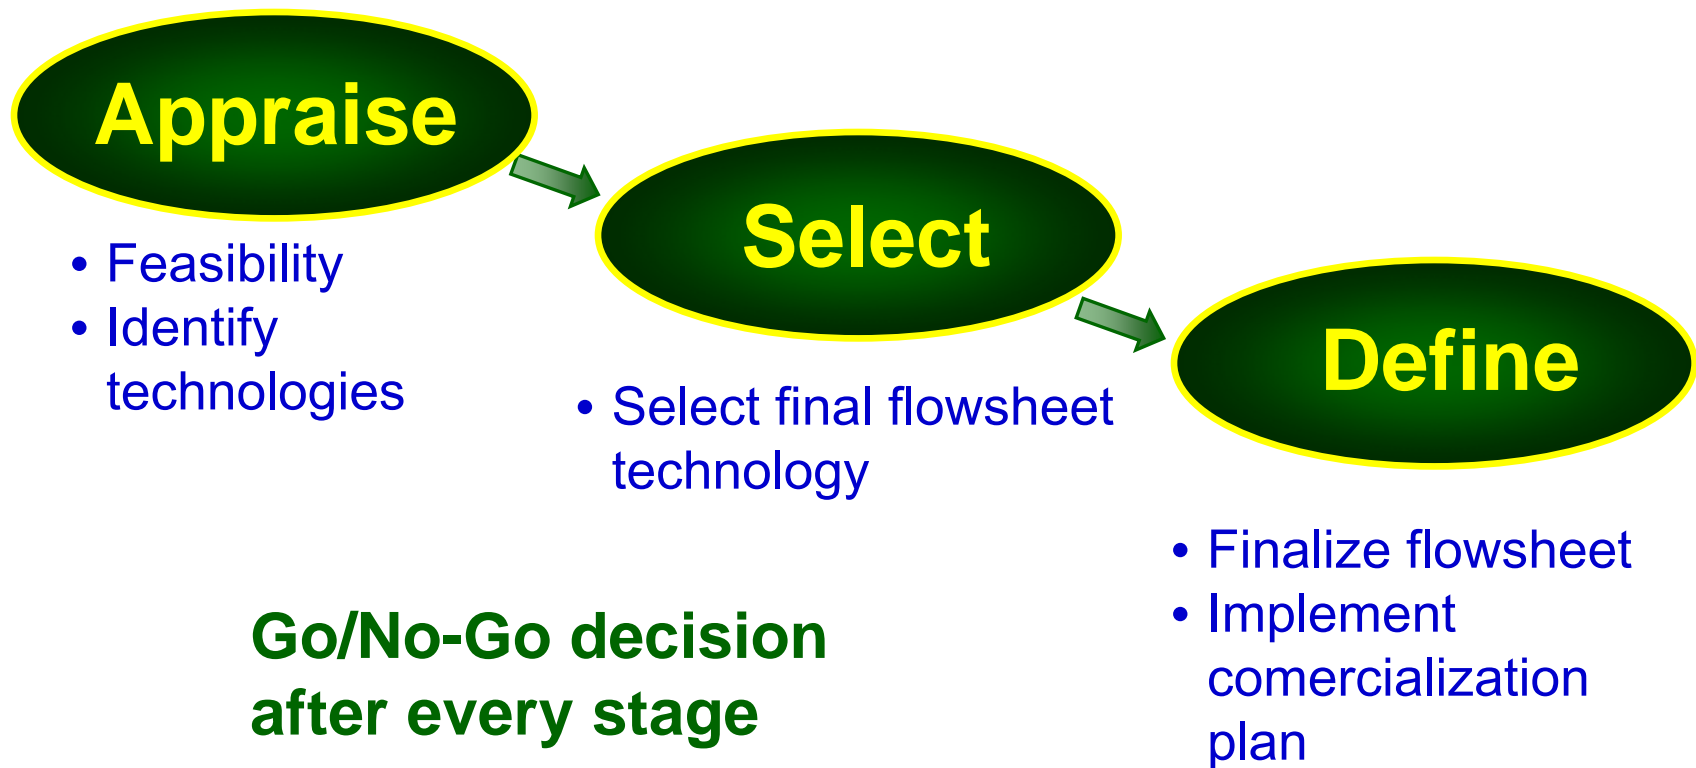 Appraise
• Feasibility
• Identify
technologies
Select
• Select final flowsheet
technology
Define
• Finalize flowsheet
• Implement
comercialization
plan
Go/No-Go decision
after every stage